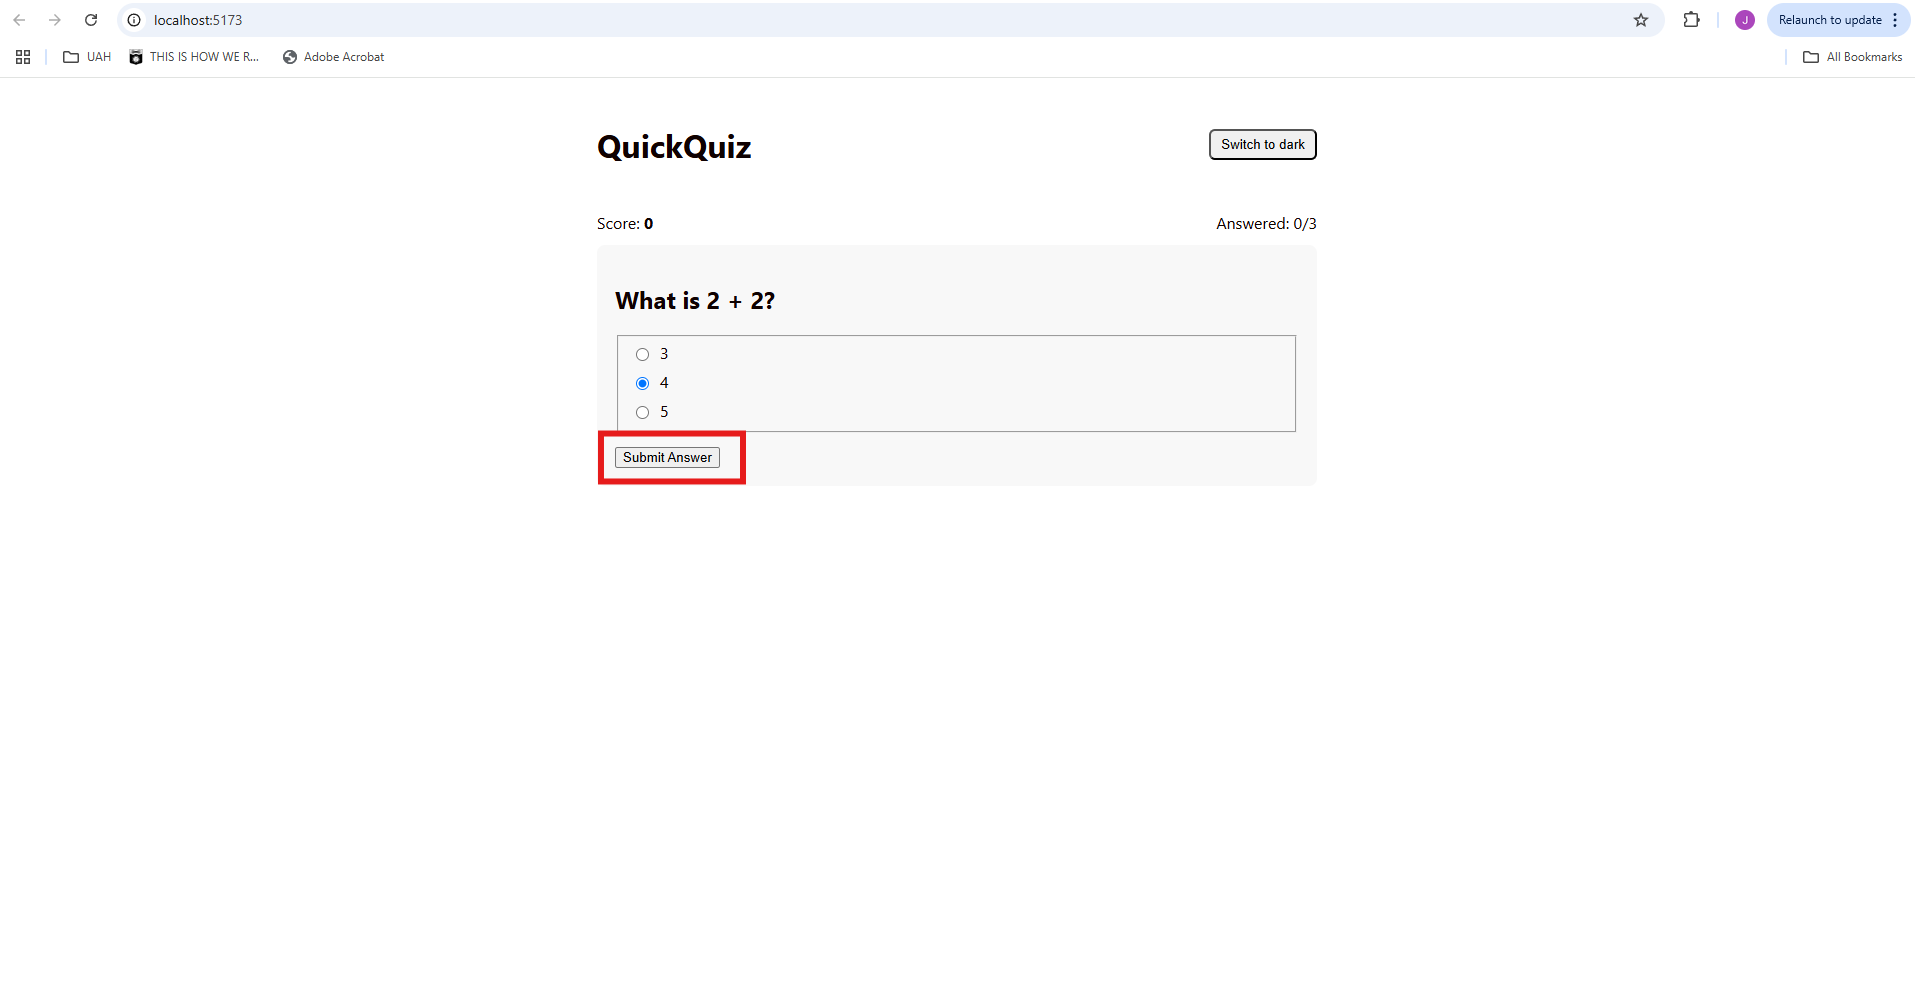 localhost:5173
J
Relaunch to update
UAH
THIS IS HOW WE R...
Adobe Acrobat
All Bookmarks
QuickQuiz
Switch to dark
Score: 0
Answered: 0/3
What is 2 + 2?
3
4
5
Submit Answer